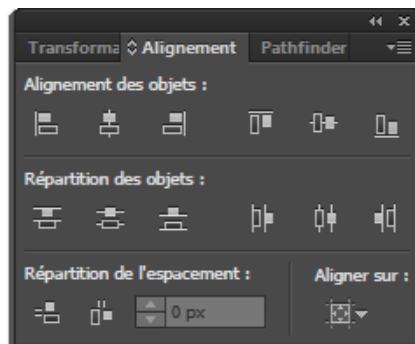 Transforma Alignement Pathfinder
Alignement des objets :
Répartition des objets :
Répartition de l'espacement : Aligner sur :
0 px